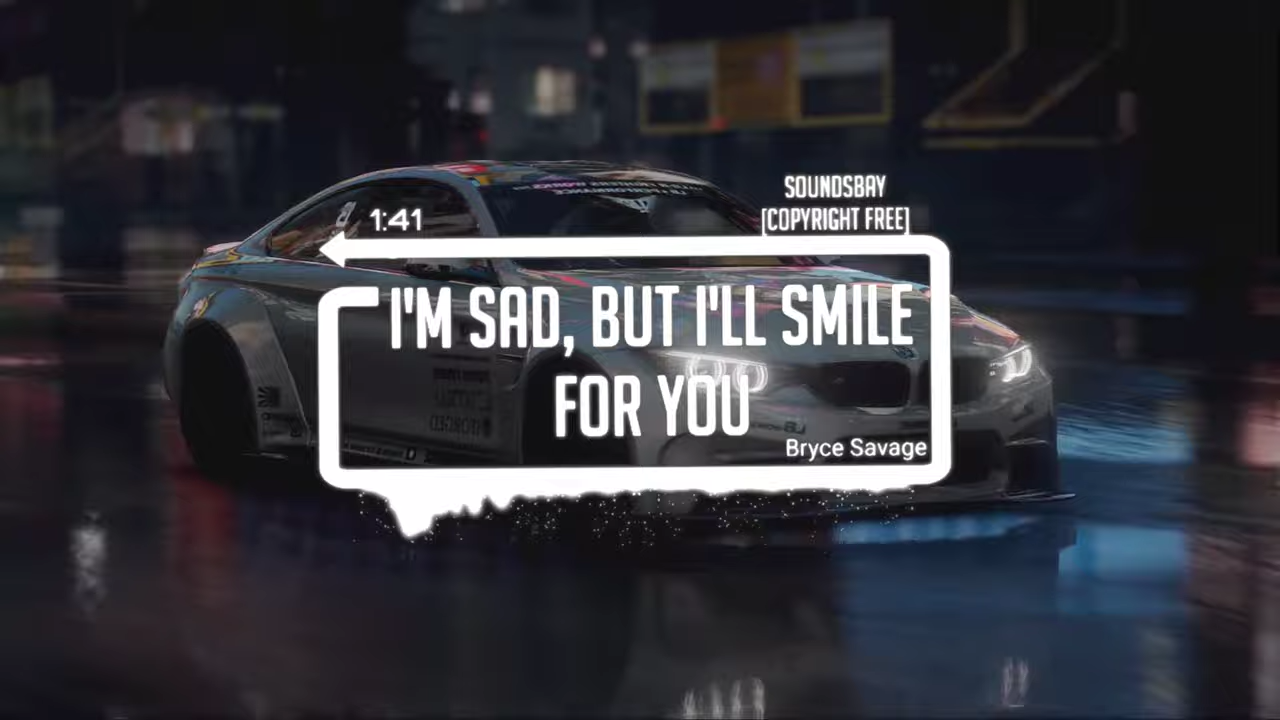 SOUNDSBAY
[COPYRIGHT FREE]
1:41
I'M SAD, BUT I'LL SMILE
FOR YOU
Bryce Savage